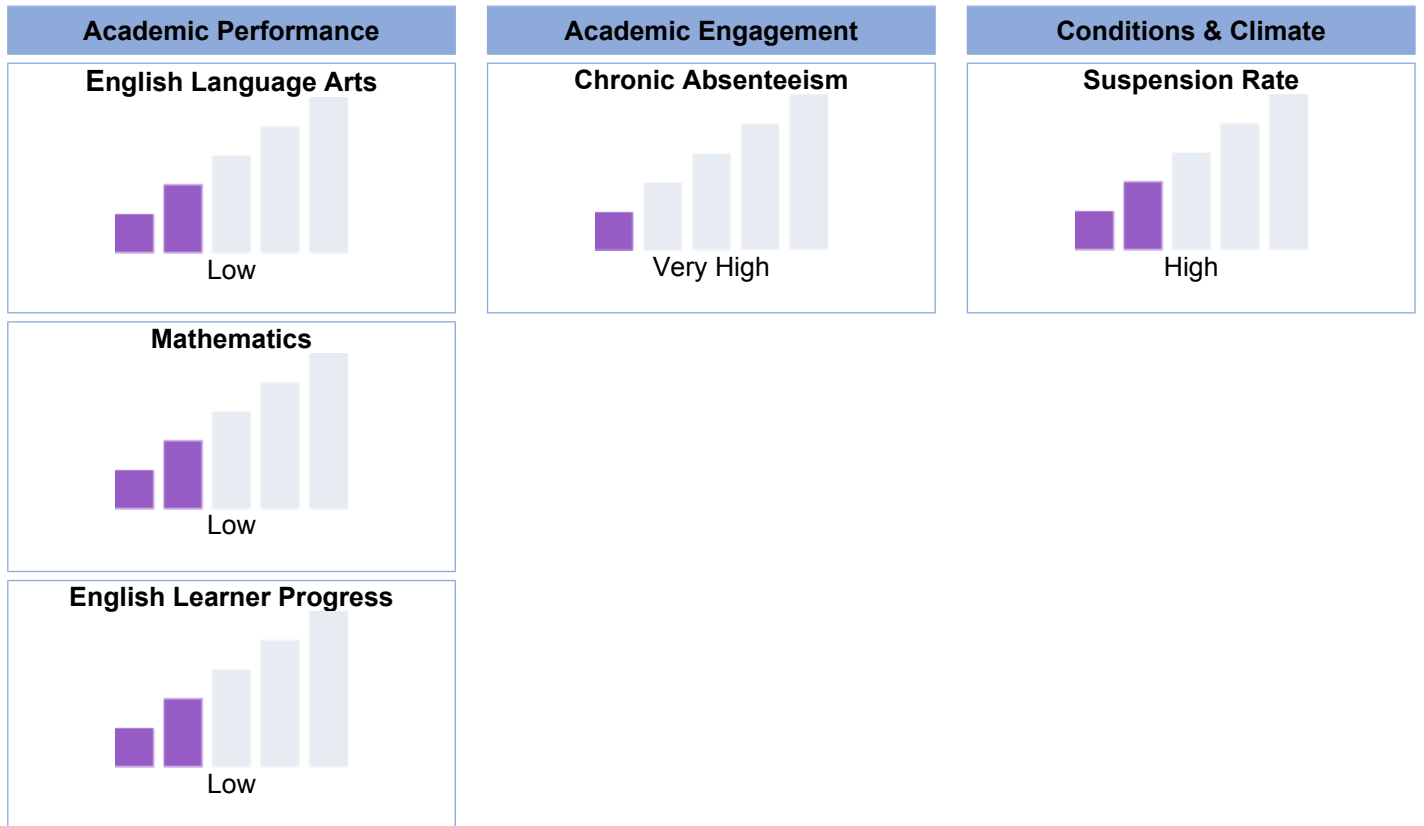 Academic Performance
Academic Engagement
Conditions & Climate
English Language Arts
Low
Chronic Absenteeism
Very High
Suspension Rate
High
Mathematics
Low
English Learner Progress
Low